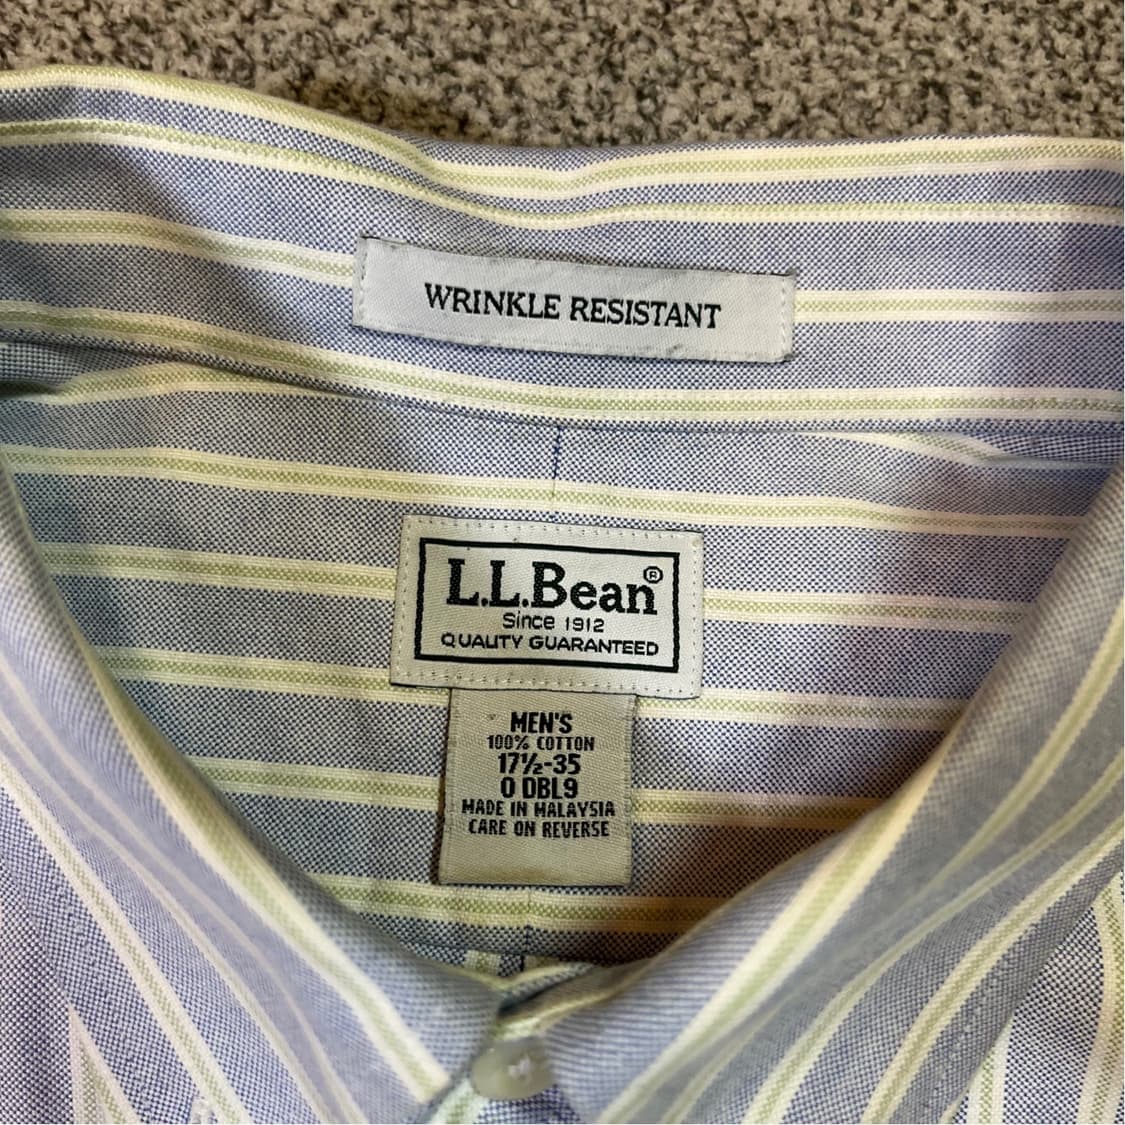 WRINKLE RESISTANT
L.L.Bean®
Since 1912
QUALITY GUARANTEED
MEN'S
100% COTTON
17½-35
0 DBL9
MADE IN MALAYSIA
CARE ON REVERSE